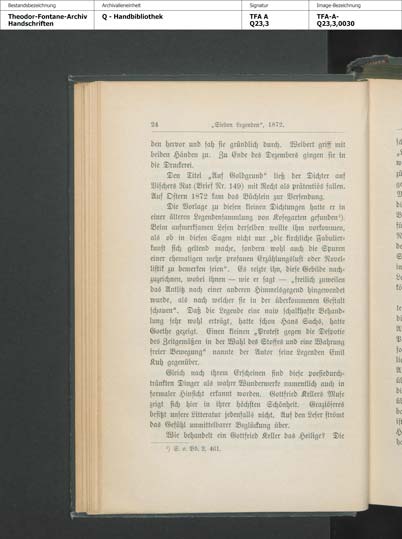 Bestandsbezeichnung
Archivalieneinheit
Signatur
Image-Bezeichnung
Theodor-Fontane-Archiv
Handschriften
Q - Handbibliothek
TFA A
Q23,3
TFA-A-
Q23,3,0030
24 „Sieben Legenden“, 1872.
den hervor und sah sie gründlich durch. Weibert griff mit
beiden Händen zu. Zu Ende des Dezembers gingen sie in
die Druckerei.
Den Titel „Auf Goldgrund“ ließ der Dichter auf
Vischers Rat (Brief Nr. 149) mit Recht als prätentiös fallen.
Auf Ostern 1872 kam das Büchlein zur Versendung.
Die Vorlage zu diesen kleinen Dichtungen hatte er in
einer älteren Legendensammlung von Kosegarten gefunden¹).
Beim aufmerksamen Lesen derselben wollte ihm vorkommen,
als ob in diesen Sagen nicht nur „die kirchliche Fabulier-
kunst sich geltend mache, sondern wohl auch die Spuren
einer ehemaligen mehr profanen Erzählungslust oder Novel-
listik zu bemerken seien“. Es reizte ihn, diese Gebilde nach-
zuzeichnen, wobei ihnen — wie er sagt — „freilich zuweilen
das Antlitz nach einer anderen Himmelsgegend hingewendet
wurde, als nach welcher sie in der überkommenen Gestalt
schauen“. Daß die Legende eine naiv schalkhafte Behand-
lung sehr wohl erträgt, hatte schon Hans Sachs, hatte
Goethe gezeigt. Einen kleinen „Protest gegen die Despotie
des Zeitgemäßen in der Wahl des Stoffes und eine Wahrung
freier Bewegung“ nannte der Autor seine Legenden Emil
Kuh gegenüber.
Gleich nach ihrem Erscheinen sind diese poesiedurch-
tränkten Dinger als wahre Wunderwerke namentlich auch in
formaler Hinsicht erkannt worden. Gottfried Kellers Muse
zeigt sich hier in ihrer höchsten Schönheit. Graziöseres
besitzt unsere Litteratur jedenfalls nicht. Auf den Leser strömt
das Gefühl unmittelbarer Beglückung über.
Wie behandelt ein Gottfried Keller das Heilige? Die
¹) S. o. Bd. 2, 461.